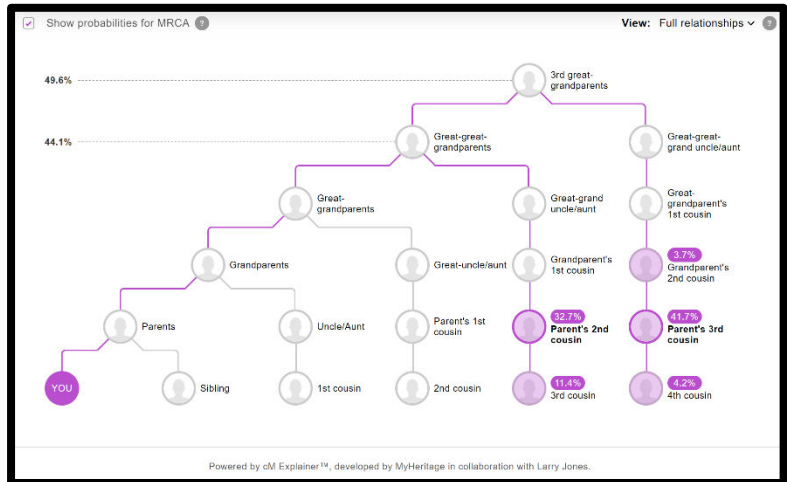 Show probabilities for MRCA ?
View: Full relationships ?
49.6%
3rd great-
grandparents
44.1%
Great-great-
grandparents
Great-great-
grand uncle/aunt
Great-
grandparents
Great-grand
uncle/aunt
Great-
grandparent's
1st cousin
Grandparents
Great-uncle/aunt
Grandparent's
1st cousin
3.7%
Grandparent's
2nd cousin
Parents
Uncle/Aunt
Parent's 1st
cousin
32.7%
Parent's 2nd
cousin
41.7%
Parent's 3rd
cousin
YOU
Sibling
1st cousin
2nd cousin
11.4%
3rd cousin
4.2%
4th cousin
Powered by cM Explainer™, developed by MyHeritage in collaboration with Larry Jones.